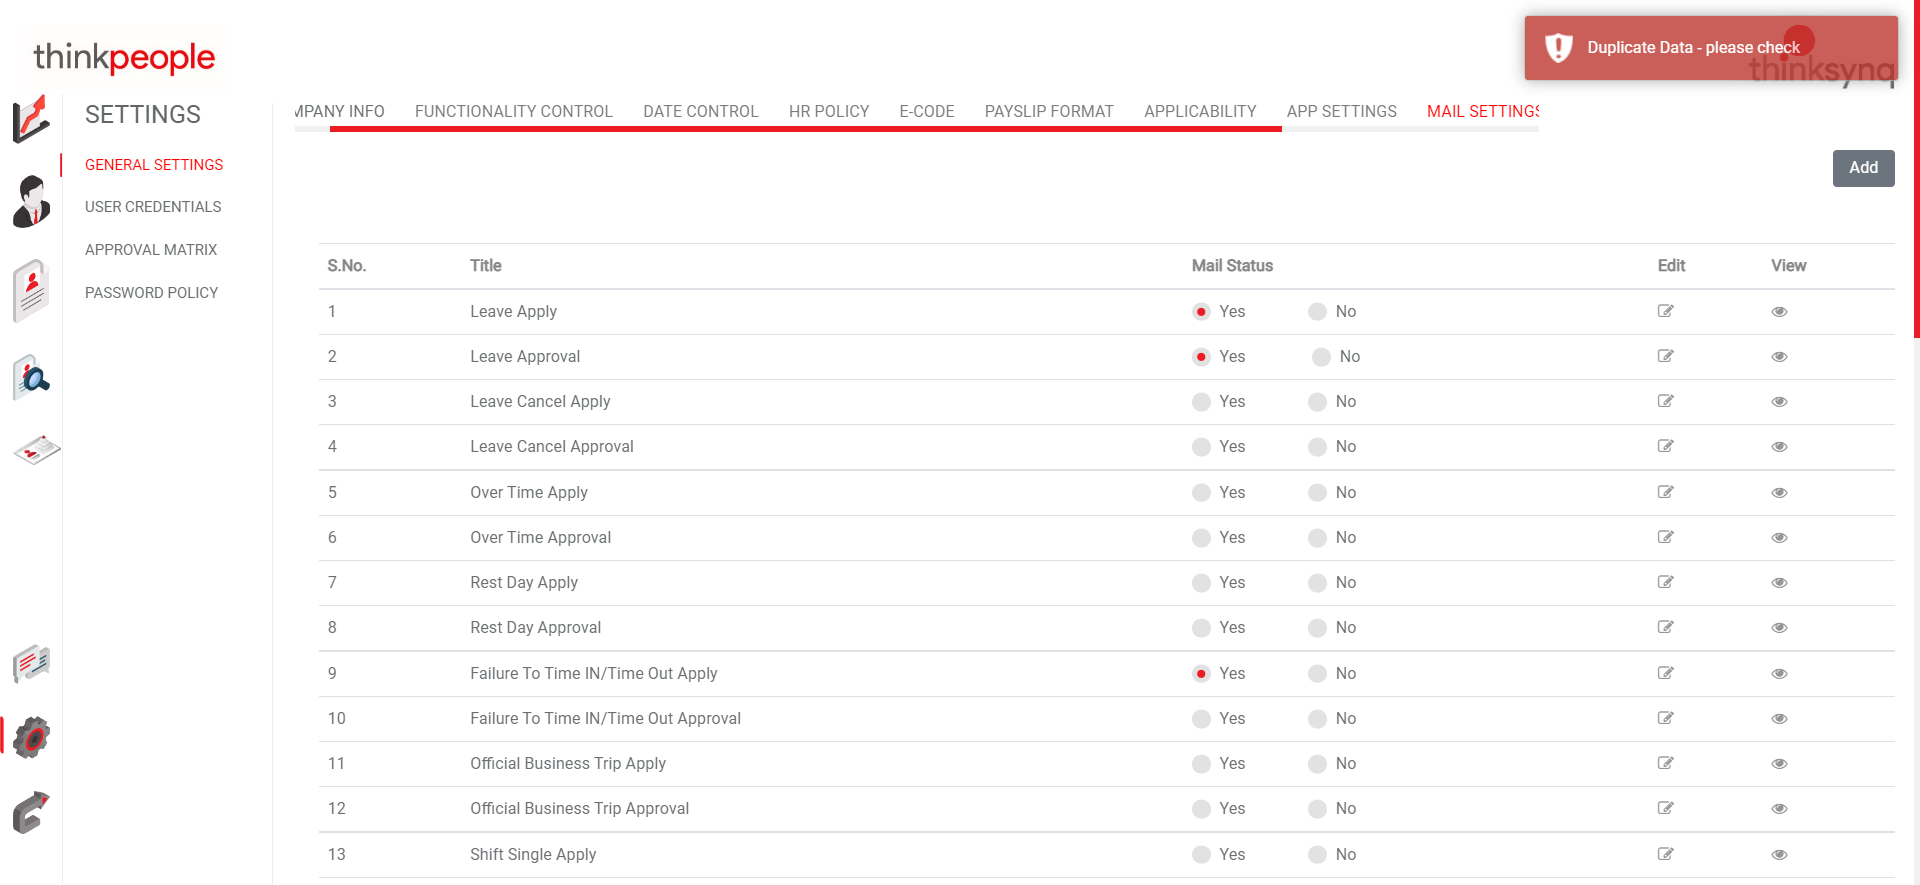 thinkpeople
Duplicate Data - please check
thinksynq
SETTINGS
GENERAL SETTINGS
USER CREDENTIALS
APPROVAL MATRIX
PASSWORD POLICY
MPANY INFO FUNCTIONALITY CONTROL DATE CONTROL HR POLICY E-CODE PAYSLIP FORMAT APPLICABILITY APP SETTINGS MAIL SETTINGS
Add
S.No. Title Mail Status Edit View
1 Leave Apply Yes No
2 Leave Approval Yes No
3 Leave Cancel Apply Yes No
4 Leave Cancel Approval Yes No
5 Over Time Apply Yes No
6 Over Time Approval Yes No
7 Rest Day Apply Yes No
8 Rest Day Approval Yes No
9 Failure To Time IN/Time Out Apply Yes No
10 Failure To Time IN/Time Out Approval Yes No
11 Official Business Trip Apply Yes No
12 Official Business Trip Approval Yes No
13 Shift Single Apply Yes No